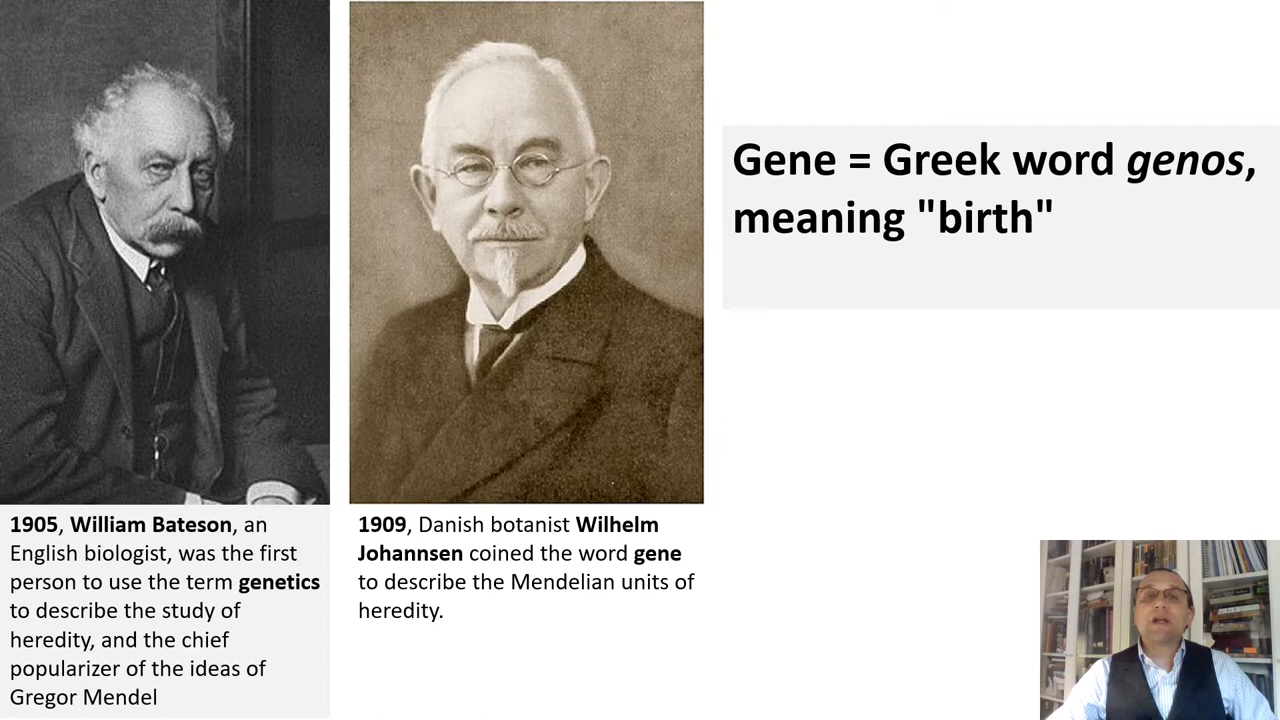 1905, William Bateson, an
English biologist, was the first
person to use the term genetics
to describe the study of
heredity, and the chief
popularizer of the ideas of
Gregor Mendel
1909, Danish botanist Wilhelm
Johannsen coined the word gene
to describe the Mendelian units of
heredity.
Gene = Greek word genos,
meaning "birth"